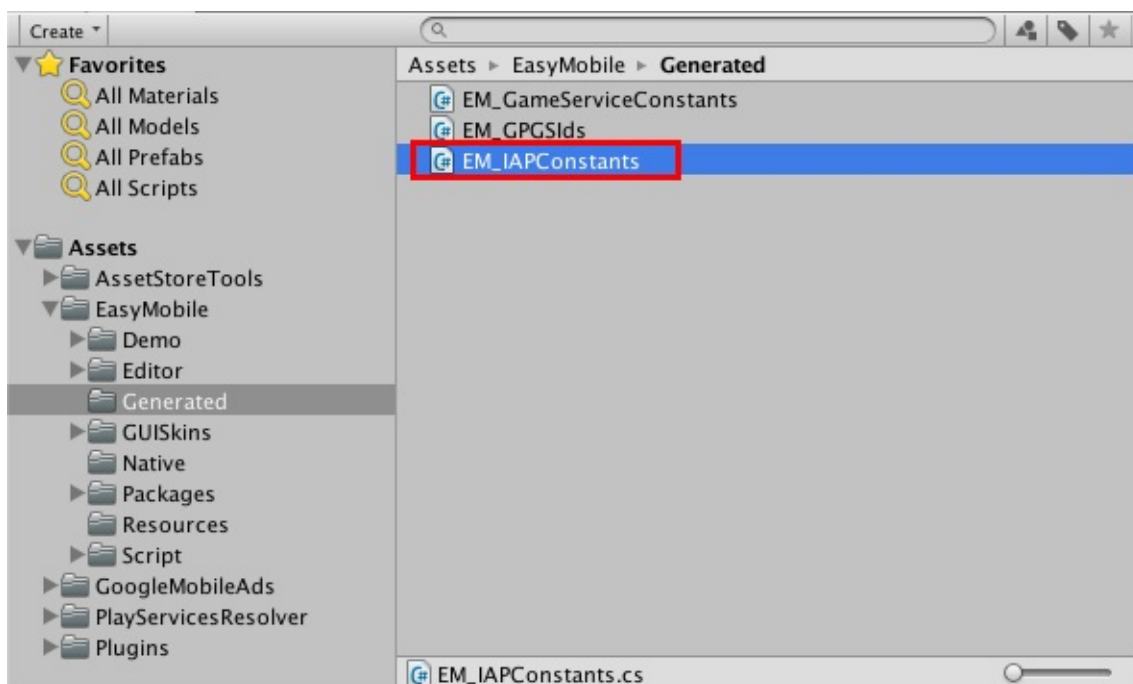 Create
Favorites
All Materials
All Models
All Prefabs
All Scripts
Assets
AssetStoreTools
EasyMobile
Demo
Editor
Generated
GUISkins
Native
Packages
Resources
Script
GoogleMobileAds
PlayServicesResolver
Plugins
Assets ▸ EasyMobile ▸ Generated
EM_GameServiceConstants
EM_GPGSIds
EM_IAPConstants
EM_IAPConstants.cs